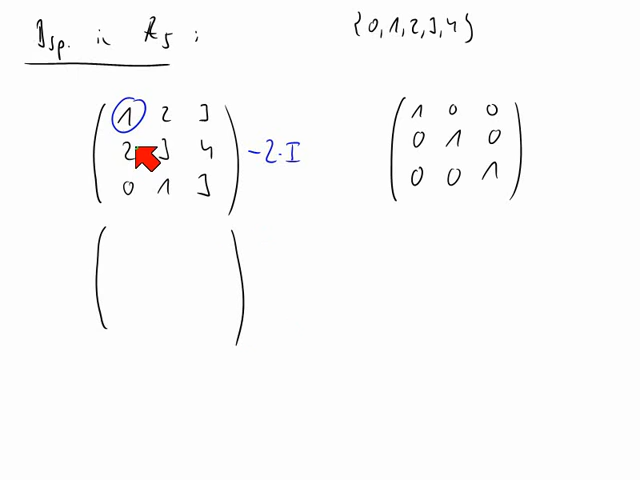 Bsp. in ℤ5 : {0,1,2,3,4}
1 2 3
2 3 4 -2·I
0 1 3
1 0 0
0 1 0
0 0 1